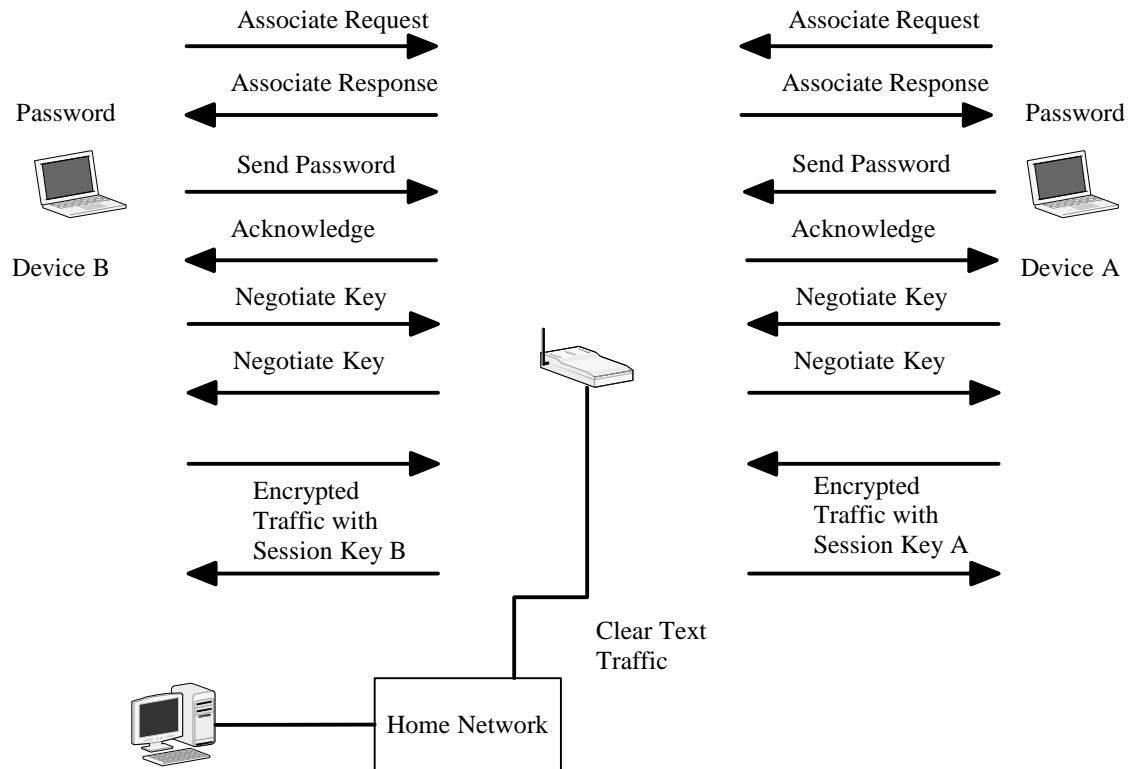 Associate Request
Associate Request
Associate Response
Associate Response
Password
Password
Send Password
Send Password
Acknowledge
Acknowledge
Device B
Device A
Negotiate Key
Negotiate Key
Negotiate Key
Negotiate Key
Encrypted
Traffic with
Session Key B
Encrypted
Traffic with
Session Key A
Clear Text
Traffic
Home Network